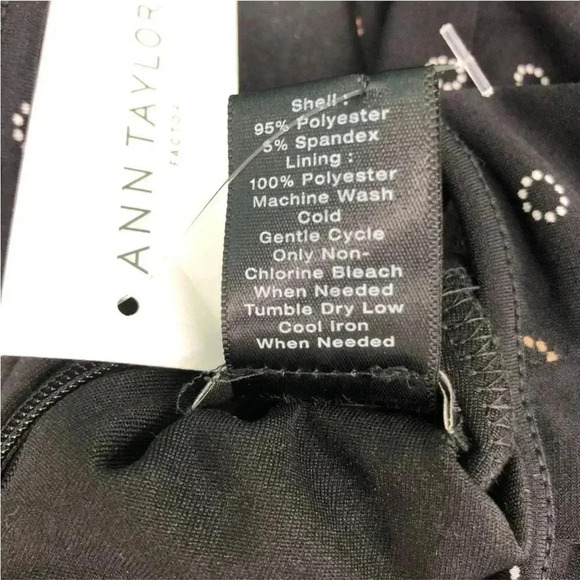 ANN TAYLOR
Shell :
95% Polyester
5% Spandex
Lining :
100% Polyester
Machine Wash
Cold
Gentle Cycle
Only Non-
Chlorine Bleach
When Needed
Tumble Dry Low
Cool Iron
When Needed